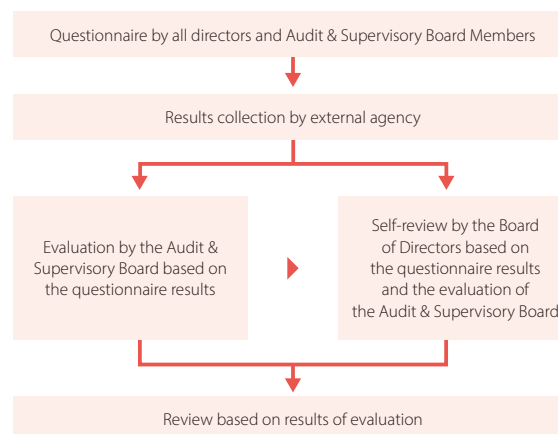 Questionnaire by all directors and Audit & Supervisory Board Members
Results collection by external agency
Evaluation by the Audit &
Supervisory Board based on
the questionnaire results
Self-review by the Board
of Directors based on
the questionnaire results
and the evaluation of
the Audit & Supervisory Board
Review based on results of evaluation